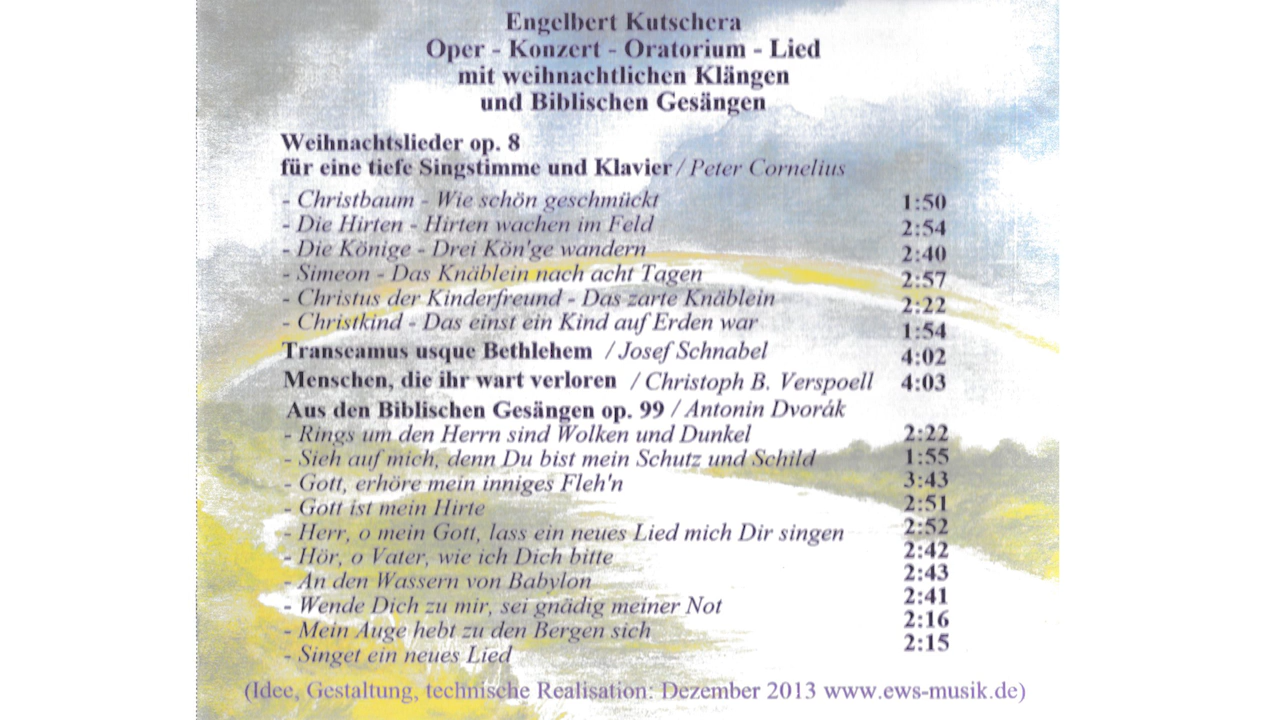 Engelbert Kutschera
Oper - Konzert - Oratorium - Lied
mit weihnachtlichen Klängen
und Biblischen Gesängen
Weihnachtslieder op. 8
für eine tiefe Singstimme und Klavier / Peter Cornelius
- Christbaum - Wie schön geschmückt 1:50
- Die Hirten - Hirten wachen im Feld 2:54
- Die Könige - Drei Kön'ge wandern 2:40
- Simeon - Das Knäblein nach acht Tagen 2:57
- Christus der Kinderfreund - Das zarte Knäblein 2:22
- Christkind - Das einst ein Kind auf Erden war 1:54
Transeamus usque Bethlehem / Josef Schnabel 4:02
Menschen, die ihr wart verloren / Christoph B. Verspoell 4:03
Aus den Biblischen Gesängen op. 99 / Antonin Dvorák
- Rings um den Herrn sind Wolken und Dunkel 2:22
- Sieh auf mich, denn Du bist mein Schutz und Schild 1:55
- Gott, erhöre mein inniges Fleh'n 3:43
- Gott ist mein Hirte 2:51
- Herr, o mein Gott, lass ein neues Lied mich Dir singen 2:52
- Hör, o Vater, wie ich Dich bitte 2:42
- An den Wassern von Babylon 2:43
- Wende Dich zu mir, sei gnädig meiner Not 2:41
- Mein Auge hebt zu den Bergen sich 2:16
- Singet ein neues Lied 2:15
(Idee, Gestaltung, technische Realisation: Dezember 2013 www.ews-musik.de)